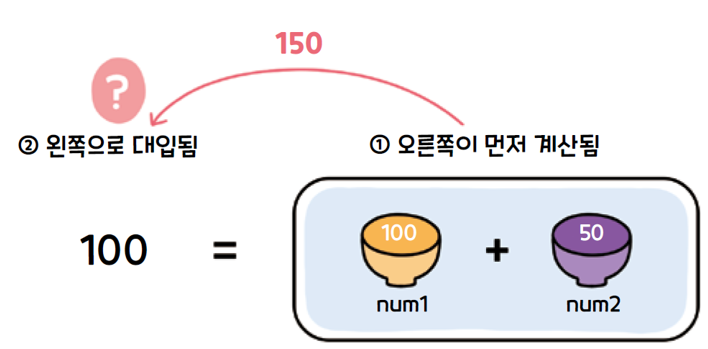 150
?
② 왼쪽으로 대입됨
① 오른쪽이 먼저 계산됨
100 = 100 + 50
num1 num2